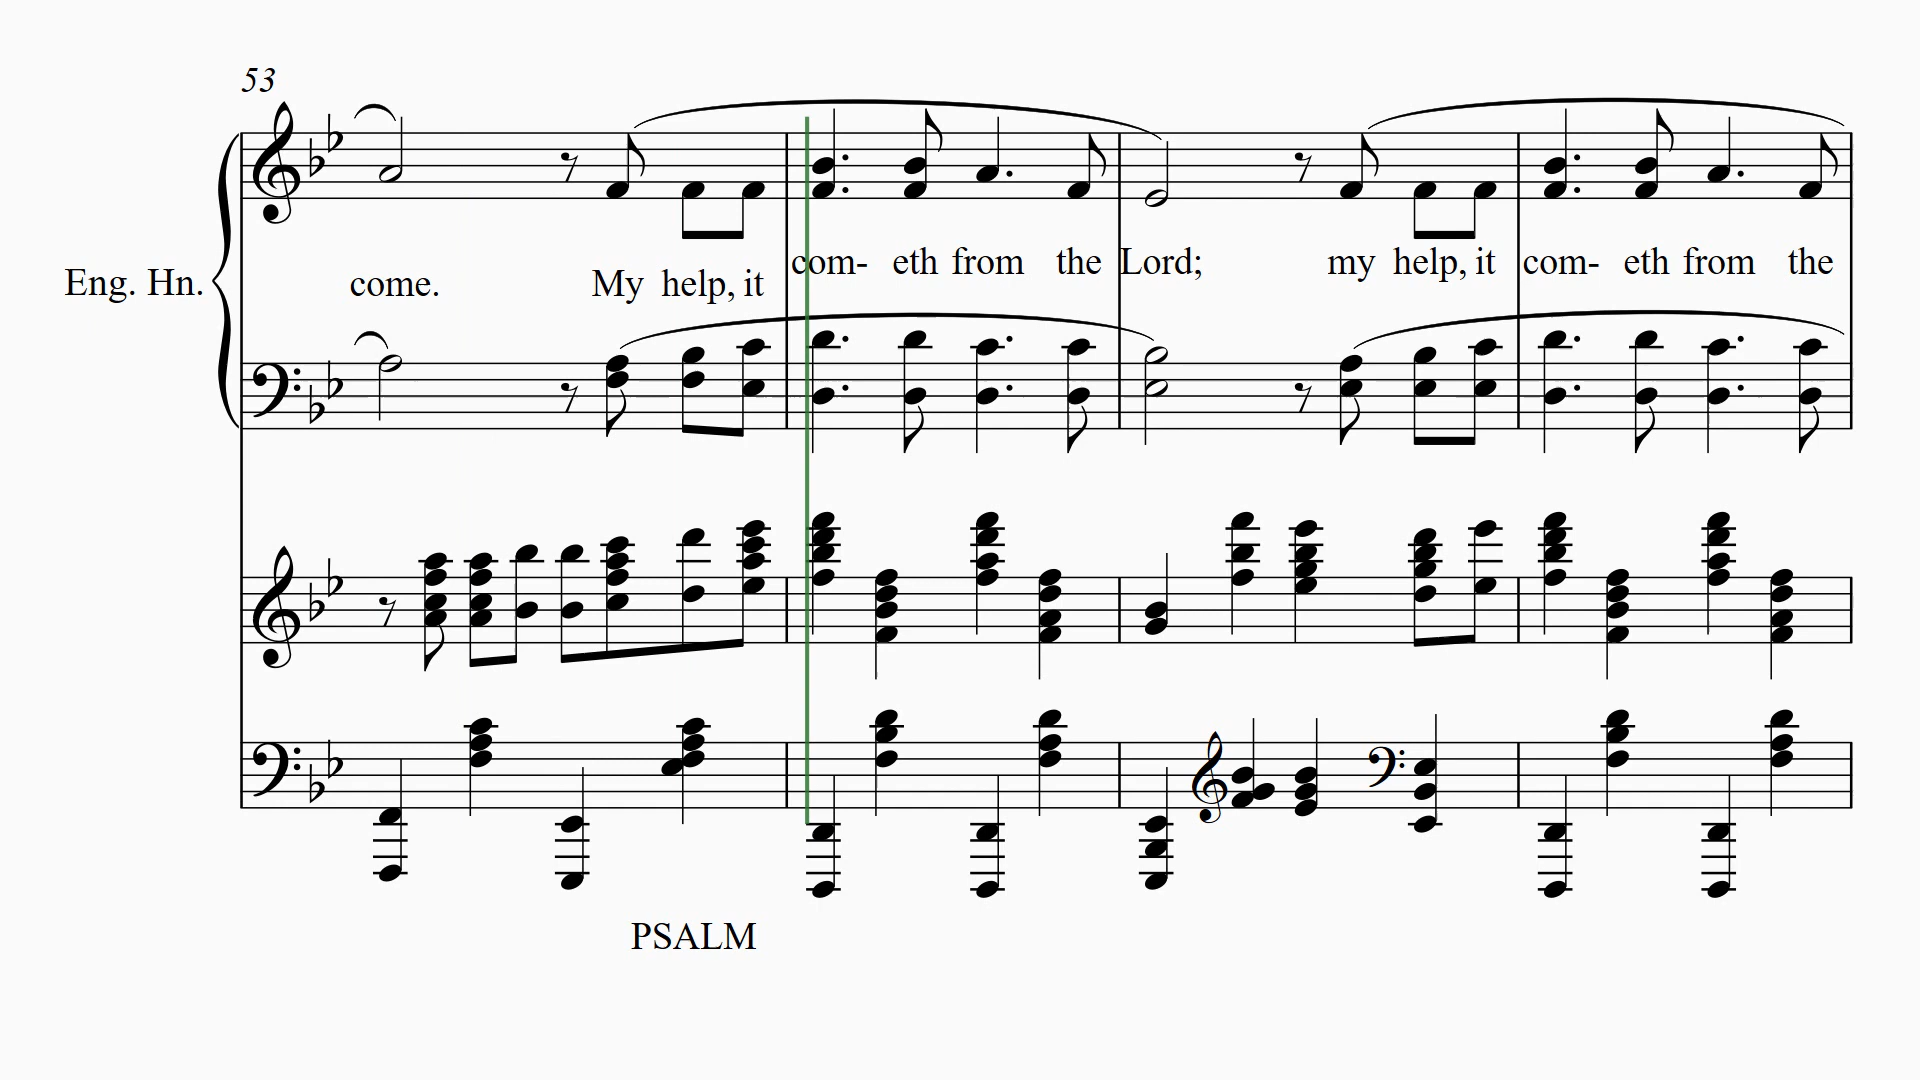 53
Eng. Hn.
come. My help, it com- eth from the Lord; my help, it com- eth from the
PSALM